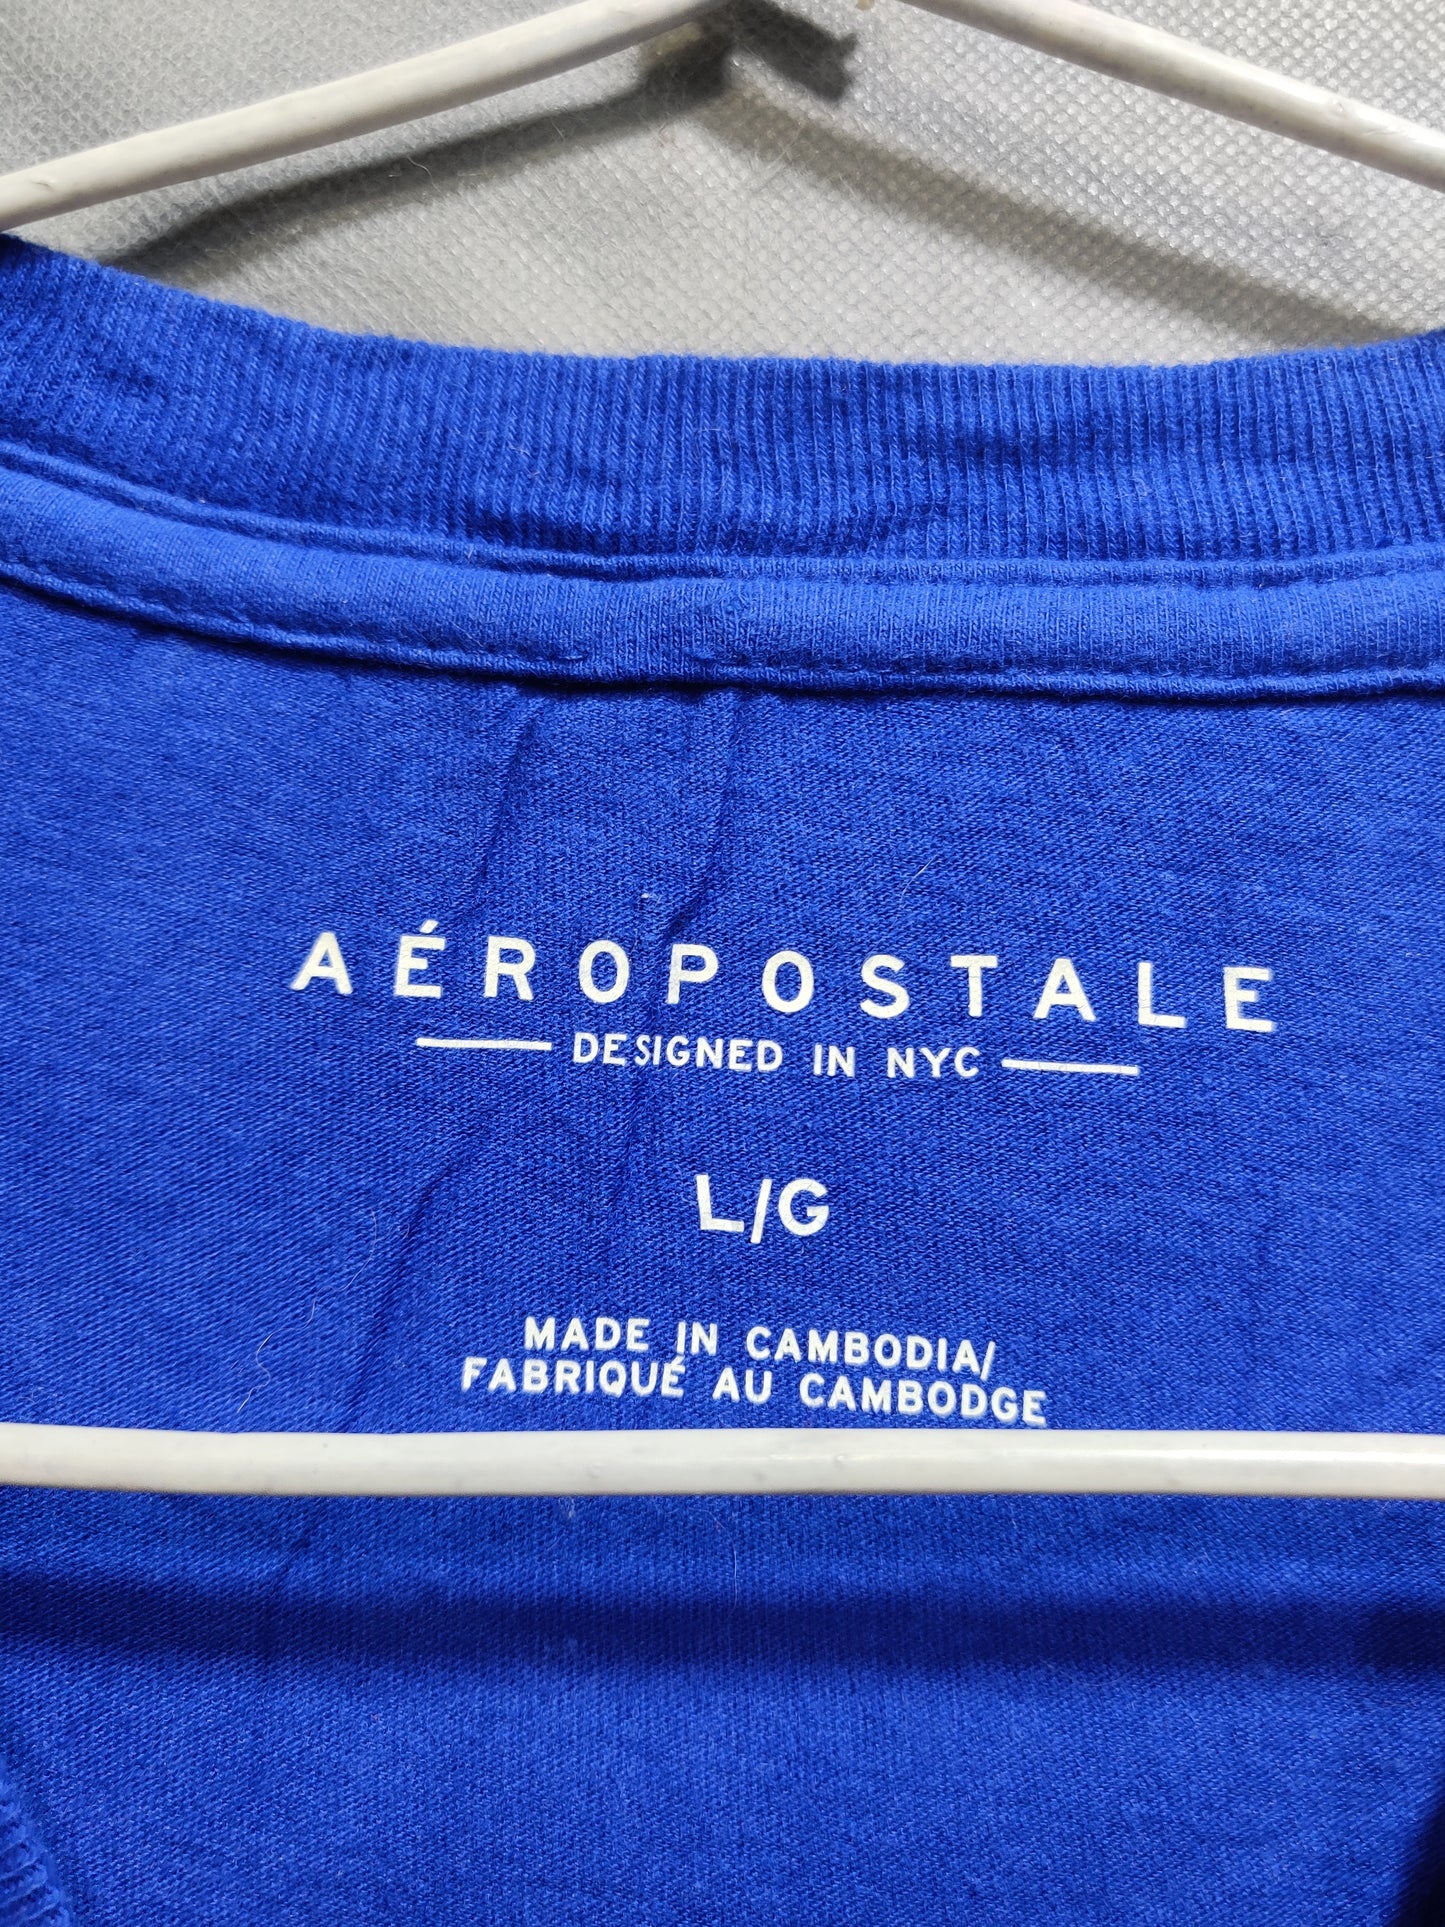 AÉROPOSTALE
DESIGNED IN NYC
L/G
MADE IN CAMBODIA/
FABRIQUÉ AU CAMBODGE